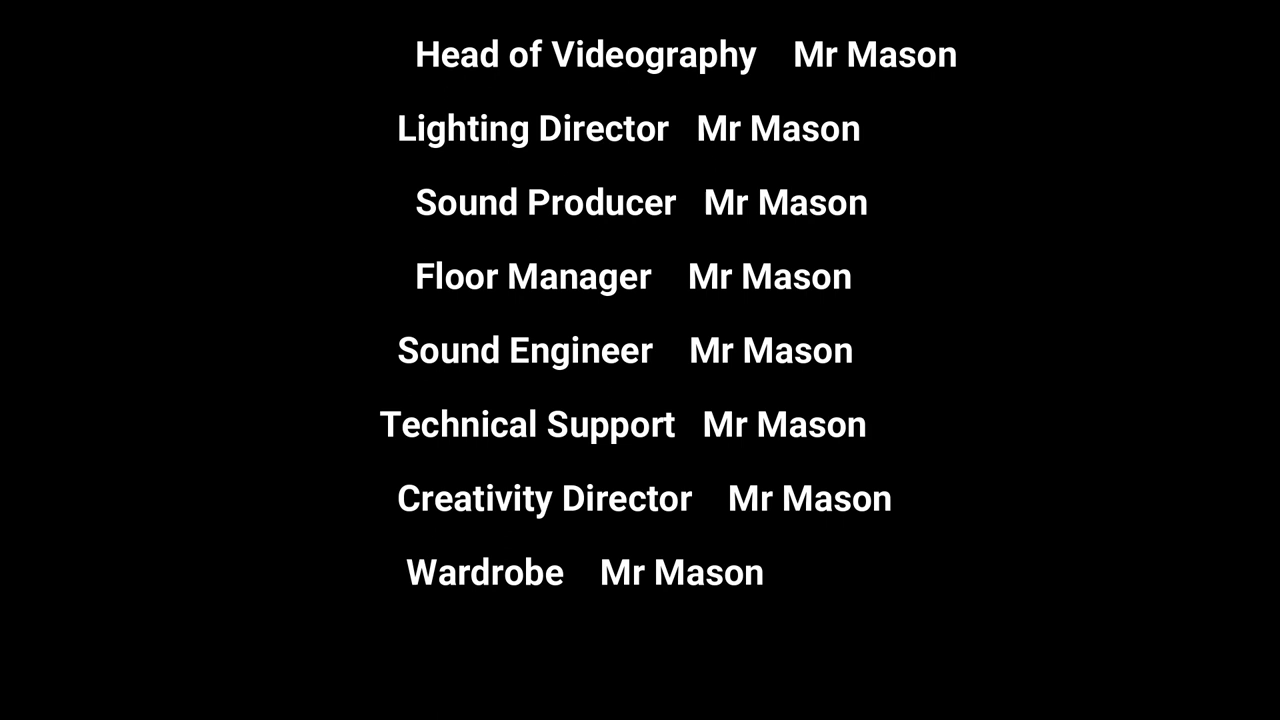 Head of Videography Mr Mason
Lighting Director Mr Mason
Sound Producer Mr Mason
Floor Manager Mr Mason
Sound Engineer Mr Mason
Technical Support Mr Mason
Creativity Director Mr Mason
Wardrobe Mr Mason